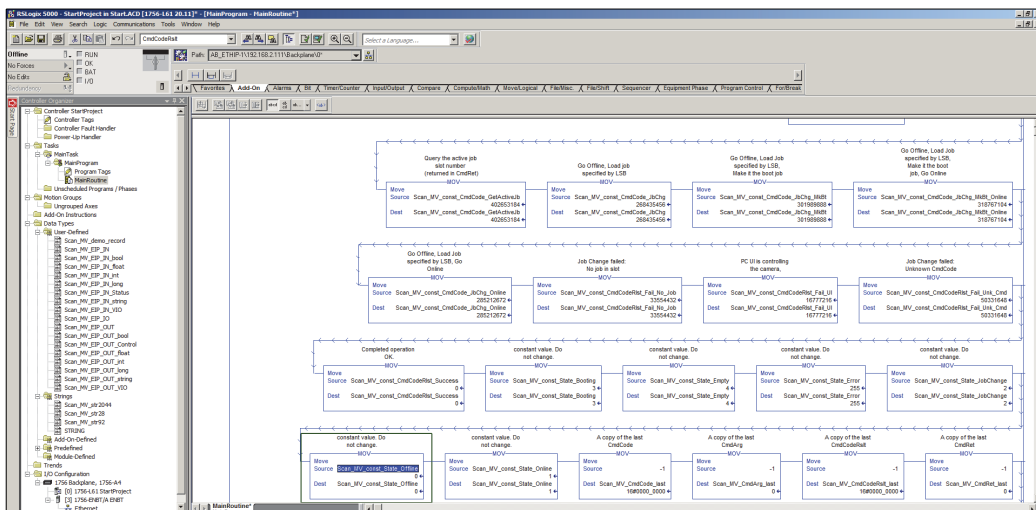 RSLogix 5000 - StartProject in Start.ACD [1756-L61 20.11]* - [MainProgram - MainRoutine*]
File Edit View Search Logic Communications Tools Window Help
CmdCodeRslt
Select a Language...
Offline
RUN
No Forces
OK
No Edits
BAT
Redundancy
I/O
Path: AB_ETHIP-1\192.168.2.111\Backplane\0*
Favorites Add-On Alarms Bit Timer/Counter Input/Output Compare Compute/Math Move/Logical File/Misc. File/Shift Sequencer Equipment Phase Program Control For/Break
Start Page
Controller Organizer
Controller StartProject
Controller Tags
Controller Fault Handler
Power-Up Handler
Tasks
MainTask
MainProgram
Program Tags
MainRoutine
Unscheduled Programs / Phases
Motion Groups
Ungrouped Axes
Add-On Instructions
Data Types
User-Defined
Scan_MV_demo_record
Scan_MV_EIP_IN
Scan_MV_EIP_IN_bool
Scan_MV_EIP_IN_float
Scan_MV_EIP_IN_int
Scan_MV_EIP_IN_long
Scan_MV_EIP_IN_Status
Scan_MV_EIP_IN_string
Scan_MV_EIP_IN_VIO
Scan_MV_EIP_IO
Scan_MV_EIP_OUT
Scan_MV_EIP_OUT_bool
Scan_MV_EIP_OUT_Control
Scan_MV_EIP_OUT_float
Scan_MV_EIP_OUT_int
Scan_MV_EIP_OUT_long
Scan_MV_EIP_OUT_string
Scan_MV_EIP_OUT_VIO
Strings
Scan_MV_str2044
Scan_MV_str28
Scan_MV_str92
STRING
Add-On-Defined
Predefined
Module-Defined
Trends
I/O Configuration
1756 Backplane, 1756-A4
[0] 1756-L61 StartProject
[3] 1756-ENBT/A ENBT
Ethernet
Query the active job
slot number
(returned in CmdRet)
MOV
Move
Source Scan_MV_const_CmdCode_GetActiveJb
402653184
Dest Scan_MV_const_CmdCode_GetActiveJb
402653184
Go Offline, Load job
specified by LSB
MOV
Move
Source Scan_MV_const_CmdCode_JbChg
268435456
Dest Scan_MV_const_CmdCode_JbChg
268435456
Go Offline, Load Job
specified by LSB,
Make it the boot job
MOV
Move
Source Scan_MV_const_CmdCode_JbChg_MkBt
301989888
Dest Scan_MV_const_CmdCode_JbChg_MkBt
301989888
Go Offline, Load Job
specified by LSB,
Make it the boot
job, Go Online
MOV
Move
Source Scan_MV_const_CmdCode_JbChg_MkBt_Online
318767104
Dest Scan_MV_const_CmdCode_JbChg_MkBt_Online
318767104
Go Offline, Load Job
specified by LSB, Go
Online
MOV
Move
Source Scan_MV_const_CmdCode_JbChg_Online
285212672
Dest Scan_MV_const_CmdCode_JbChg_Online
285212672
Job Change failed:
No job in slot
MOV
Move
Source Scan_MV_const_CmdCodeRlst_Fail_No_Job
33554432
Dest Scan_MV_const_CmdCodeRlst_Fail_No_Job
33554432
PC UI is controlling
the camera,
MOV
Move
Source Scan_MV_const_CmdCodeRlst_Fail_UI
16777216
Dest Scan_MV_const_CmdCodeRlst_Fail_UI
16777216
Job Change failed:
Unknown CmdCode
MOV
Move
Source Scan_MV_const_CmdCodeRlst_Fail_Unk_Cmd
50331648
Dest Scan_MV_const_CmdCodeRlst_Fail_Unk_Cmd
50331648
Completed operation
OK.
MOV
Move
Source Scan_MV_const_CmdCodeRlst_Success
0
Dest Scan_MV_const_CmdCodeRlst_Success
0
constant value. Do
not change.
MOV
Move
Source Scan_MV_const_State_Booting
3
Dest Scan_MV_const_State_Booting
3
constant value. Do
not change.
MOV
Move
Source Scan_MV_const_State_Empty
4
Dest Scan_MV_const_State_Empty
4
constant value. Do
not change.
MOV
Move
Source Scan_MV_const_State_Error
255
Dest Scan_MV_const_State_Error
255
constant value. Do
not change.
MOV
Move
Source Scan_MV_const_State_JobChange
2
Dest Scan_MV_const_State_JobChange
2
constant value. Do
not change.
MOV
Move
Source Scan_MV_const_State_Offline
0
Dest Scan_MV_const_State_Offline
0
constant value. Do
not change.
MOV
Move
Source Scan_MV_const_State_Online
1
Dest Scan_MV_const_State_Online
1
A copy of the last
CmdCode
MOV
Move
Source -1
Dest Scan_MV_CmdCode_last
16#0000_0000
A copy of the last
CmdArg
MOV
Move
Source -1
Dest Scan_MV_CmdArg_last
0
A copy of the last
CmdCodeRslt
MOV
Move
Source -1
Dest Scan_MV_CmdCodeRslt_last
16#0000_0000
A copy of the last
CmdRet
MOV
Move
Source -1
Dest Scan_MV_CmdRet_last
0
MainRoutine*